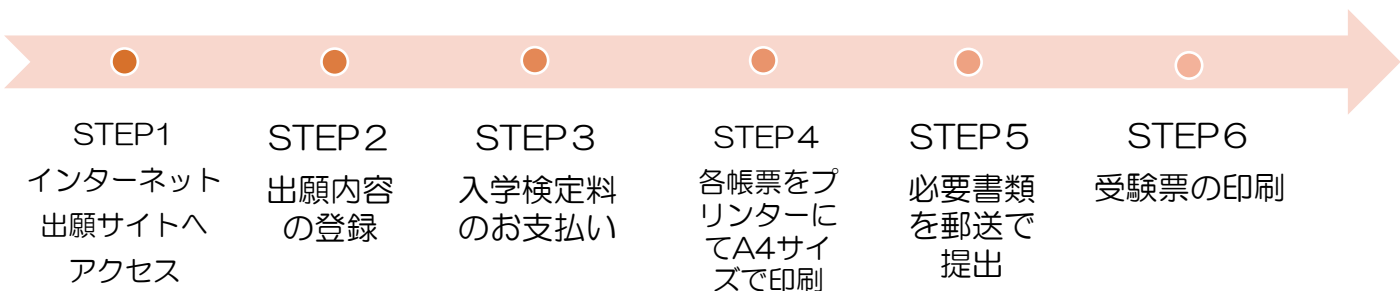 STEP1
インターネット
出願サイトへ
アクセス
STEP２
出願内容
の登録
STEP３
入学検定料
のお支払い
STEP４
各帳票をプ
リンターに
てA4サイ
ズで印刷
STEP５
必要書類
を郵送で
提出
STEP６
受験票の印刷